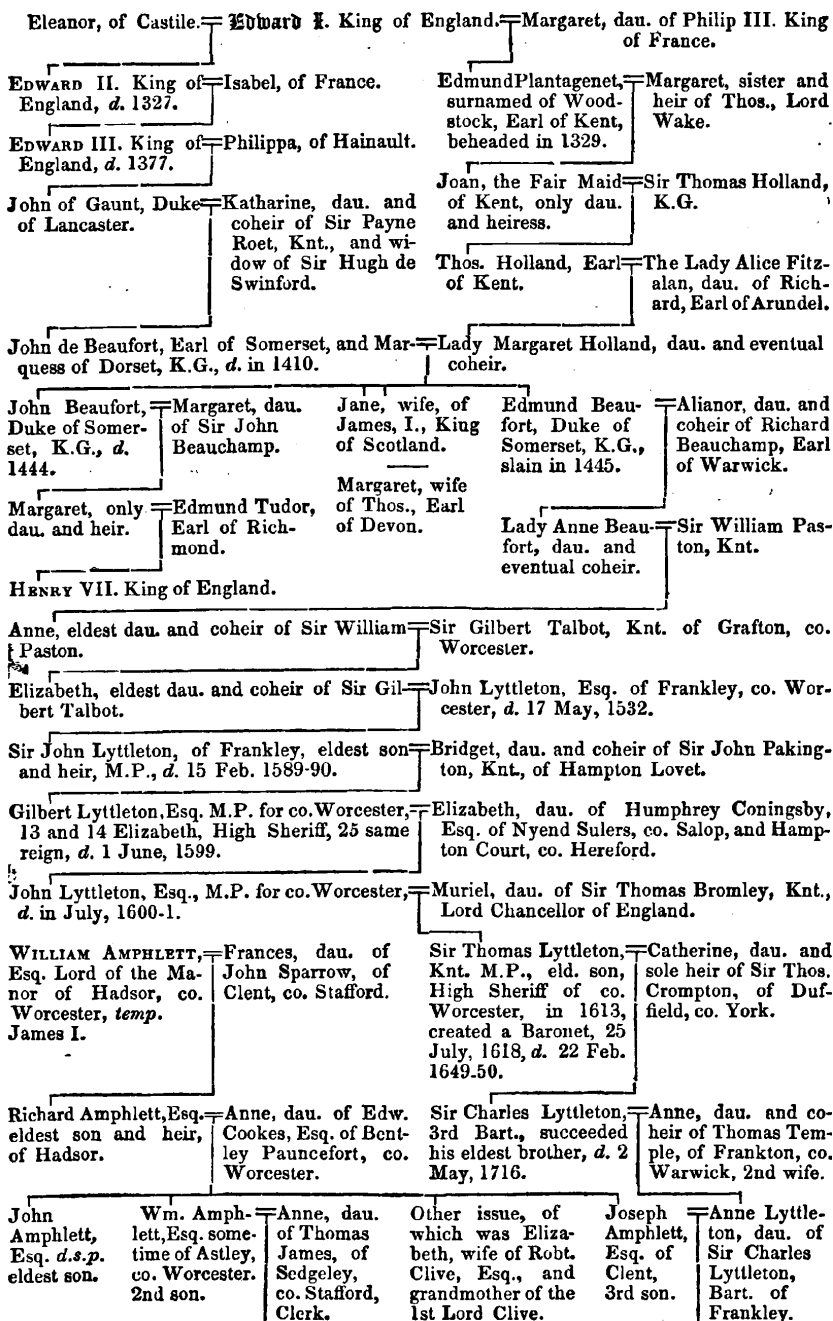 Eleanor, of Castile.╤Edward I. King of England.╤Margaret, dau. of Philip III. King
of France.
EDWARD II. King of╤Isabel, of France.
England, d. 1327.
EdmundPlantagenet,╤Margaret, sister and
surnamed of Wood- heir of Thos., Lord
stock, Earl of Kent, Wake.
beheaded in 1329.
EDWARD III. King of╤Philippa, of Hainault.
England, d. 1377.
Joan, the Fair Maid╤Sir Thomas Holland,
of Kent, only dau. K.G.
and heiress.
John of Gaunt, Duke╤Katharine, dau. and
of Lancaster. coheir of Sir Payne
Roet, Knt., and wi-
dow of Sir Hugh de
Swinford.
Thos. Holland, Earl╤The Lady Alice Fitz-
of Kent. alan, dau. of Rich-
ard, Earl of Arundel.
John de Beaufort, Earl of Somerset, and Mar-╤Lady Margaret Holland, dau. and eventual
quess of Dorset, K.G., d. in 1410. coheir.
John Beaufort,╤Margaret, dau.
Duke of Somer- of Sir John
set, K.G., d. Beauchamp.
1444.
Jane, wife, of
James, I., King
of Scotland.
Margaret, wife
of Thos., Earl
of Devon.
Edmund Beau-╤Alianor, dau. and
fort, Duke of coheir of Richard
Somerset, K.G., Beauchamp, Earl
slain in 1445. of Warwick.
Margaret, only╤Edmund Tudor,
dau. and heir. Earl of Rich-
mond.
Lady Anne Beau-╤Sir William Pas-
fort, dau. and ton, Knt.
eventual coheir.
HENRY VII. King of England.
Anne, eldest dau. and coheir of Sir William╤Sir Gilbert Talbot, Knt. of Grafton, co.
Paston. Worcester.
Elizabeth, eldest dau. and coheir of Sir Gil-╤John Lyttleton, Esq. of Frankley, co. Wor-
bert Talbot. cester, d. 17 May, 1532.
Sir John Lyttleton, of Frankley, eldest son╤Bridget, dau. and coheir of Sir John Paking-
and heir, M.P., d. 15 Feb. 1589-90. ton, Knt., of Hampton Lovet.
Gilbert Lyttleton, Esq. M.P. for co. Worcester,╤Elizabeth, dau. of Humphrey Coningsby,
13 and 14 Elizabeth, High Sheriff, 25 same Esq. of Nyend Sulers, co. Salop, and Hamp-
reign, d. 1 June, 1599. ton Court, co. Hereford.
John Lyttleton, Esq., M.P. for co. Worcester,╤Muriel, dau. of Sir Thomas Bromley, Knt.,
d. in July, 1600-1. Lord Chancellor of England.
WILLIAM AMPHLETT,╤Frances, dau. of
Esq. Lord of the Ma- John Sparrow, of
nor of Hadsor, co. Clent, co. Stafford.
Worcester, temp.
James I.
Sir Thomas Lyttleton,╤Catherine, dau. and
Knt. M.P., eld. son, sole heir of Sir Thos.
High Sheriff of co. Crompton, of Duf-
Worcester, in 1613, field, co. York.
created a Baronet, 25
July, 1618, d. 22 Feb.
1649-50.
Richard Amphlett, Esq.╤Anne, dau. of Edw.
eldest son and heir, Cookes, Esq. of Bent-
of Hadsor. ley Pauncefort, co.
Worcester.
Sir Charles Lyttleton,╤Anne, dau. and co-
3rd Bart., succeeded heir of Thomas Tem-
his eldest brother, d. 2 ple, of Frankton, co.
May, 1716. Warwick, 2nd wife.
John
Amphlett,
Esq. d.s.p.
eldest son.
Wm. Amph-╤Anne, dau.
lett, Esq. some- of Thomas
time of Astley, James, of
co. Worcester. Sedgeley,
2nd son. co. Stafford,
Clerk.
Other issue, of
which was Eliza-
beth, wife of Robt.
Clive, Esq., and
grandmother of the
1st Lord Clive.
Joseph╤Anne Lyttle-
Amphlett, ton, dau. of
Esq. of Sir Charles
Clent, Lyttleton,
3rd son. Bart. of
Frankley.